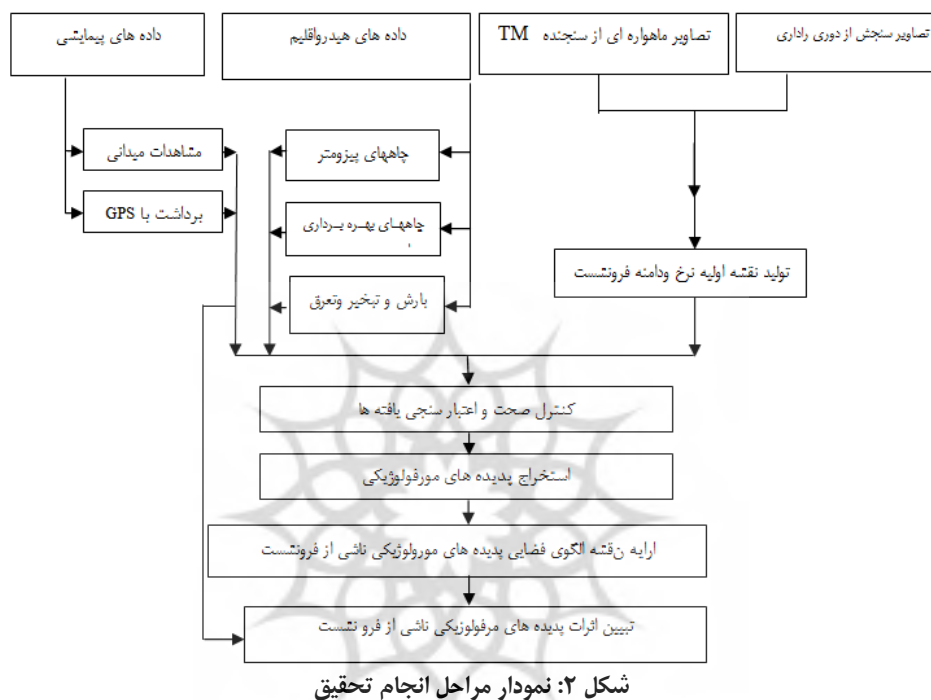 تصاویر سنجش از دوری راداری
تصاویر ماهواره ای از سنجنده TM
داده های هیدرواقلیم
داده های پیمایشی
چاههای پیزومتر
مشاهدات میدانی
چاههای بهره برداری
برداشت با GPS
تولید نقشه اولیه نرخ ودامنه فرونشست
بارش و تبخیر وتعرق
کنترل صحت و اعتبار سنجی یافته ها
استخراج پدیده های مورفولوژیکی
ارایه نقشه الگوی فضایی پدیده های مورولوژیکی ناشی از فرونشست
تبیین اثرات پدیده های مرفولوزیکی ناشی از فرو نشست
شکل ۲: نمودار مراحل انجام تحقیق